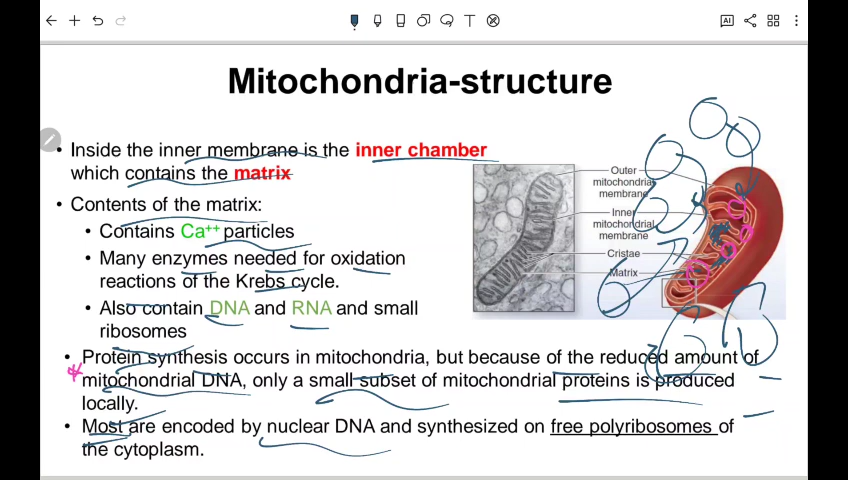 AI
Mitochondria-structure
• Inside the inner membrane is the inner chamber
which contains the matrix
• Contents of the matrix:
• Contains Ca++ particles
• Many enzymes needed for oxidation
reactions of the Krebs cycle.
• Also contain DNA and RNA and small
ribosomes
Outer
mitochondria
membrane
Inner
mitochondrial
membrane
Cristae
Matrix
• Protein synthesis occurs in mitochondria, but because of the reduced amount of
mitochondrial DNA, only a small subset of mitochondrial proteins is produced
locally.
• Most are encoded by nuclear DNA and synthesized on free polyribosomes of
the cytoplasm.